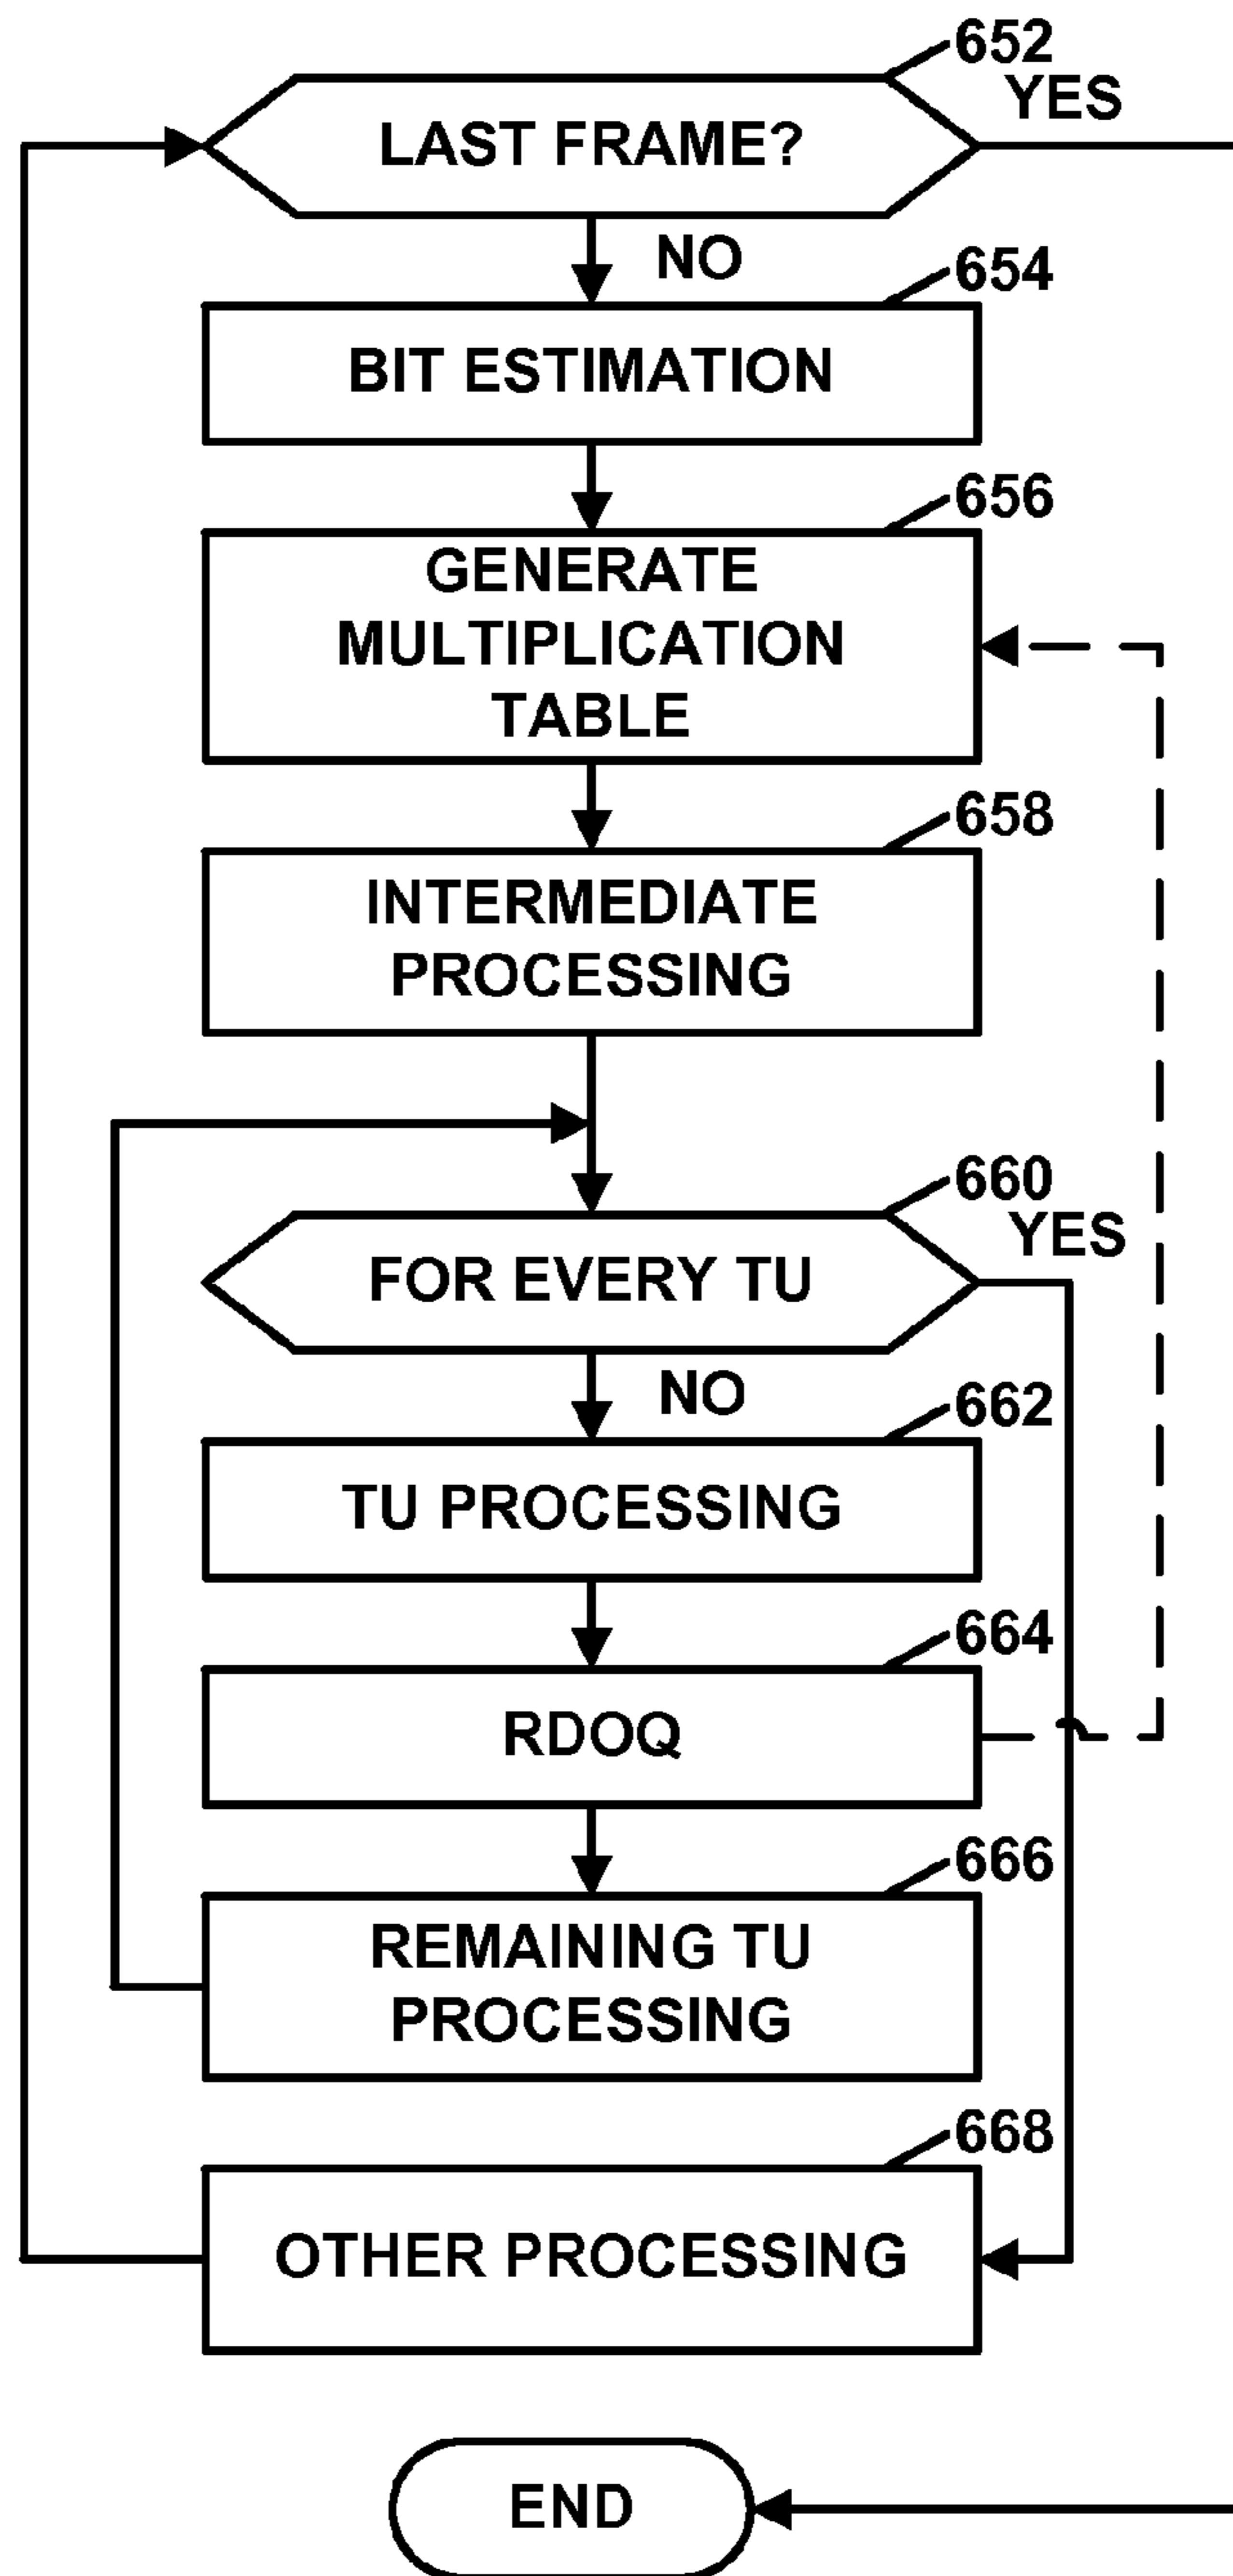 652
YES
LAST FRAME?
NO
654
BIT ESTIMATION
656
GENERATE
MULTIPLICATION
TABLE
658
INTERMEDIATE
PROCESSING
660
YES
FOR EVERY TU
NO
662
TU PROCESSING
664
RDOQ
666
REMAINING TU
PROCESSING
668
OTHER PROCESSING
END